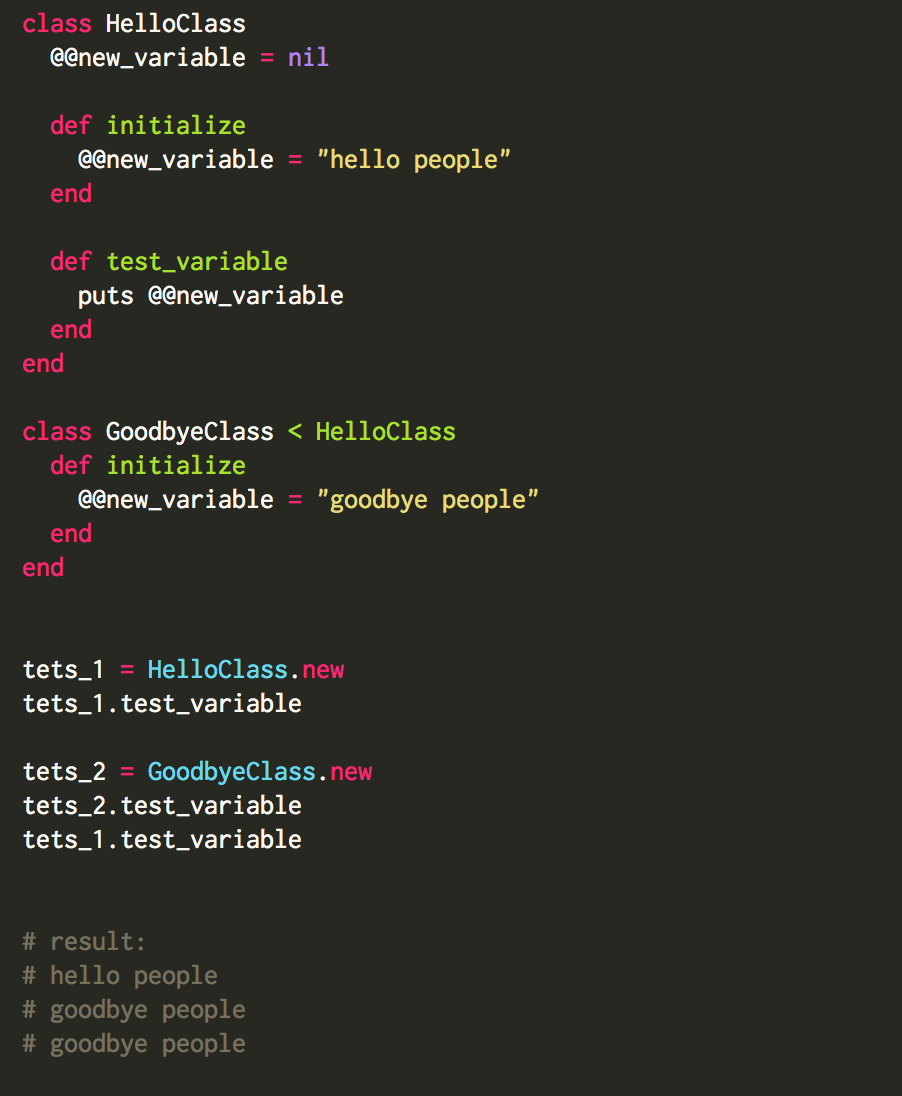 class HelloClass
  @@new_variable = nil

  def initialize
    @@new_variable = "hello people"
  end

  def test_variable
    puts @@new_variable
  end
end

class GoodbyeClass < HelloClass
  def initialize
    @@new_variable = "goodbye people"
  end
end


tets_1 = HelloClass.new
tets_1.test_variable

tets_2 = GoodbyeClass.new
tets_2.test_variable
tets_1.test_variable


# result:
# hello people
# goodbye people
# goodbye people